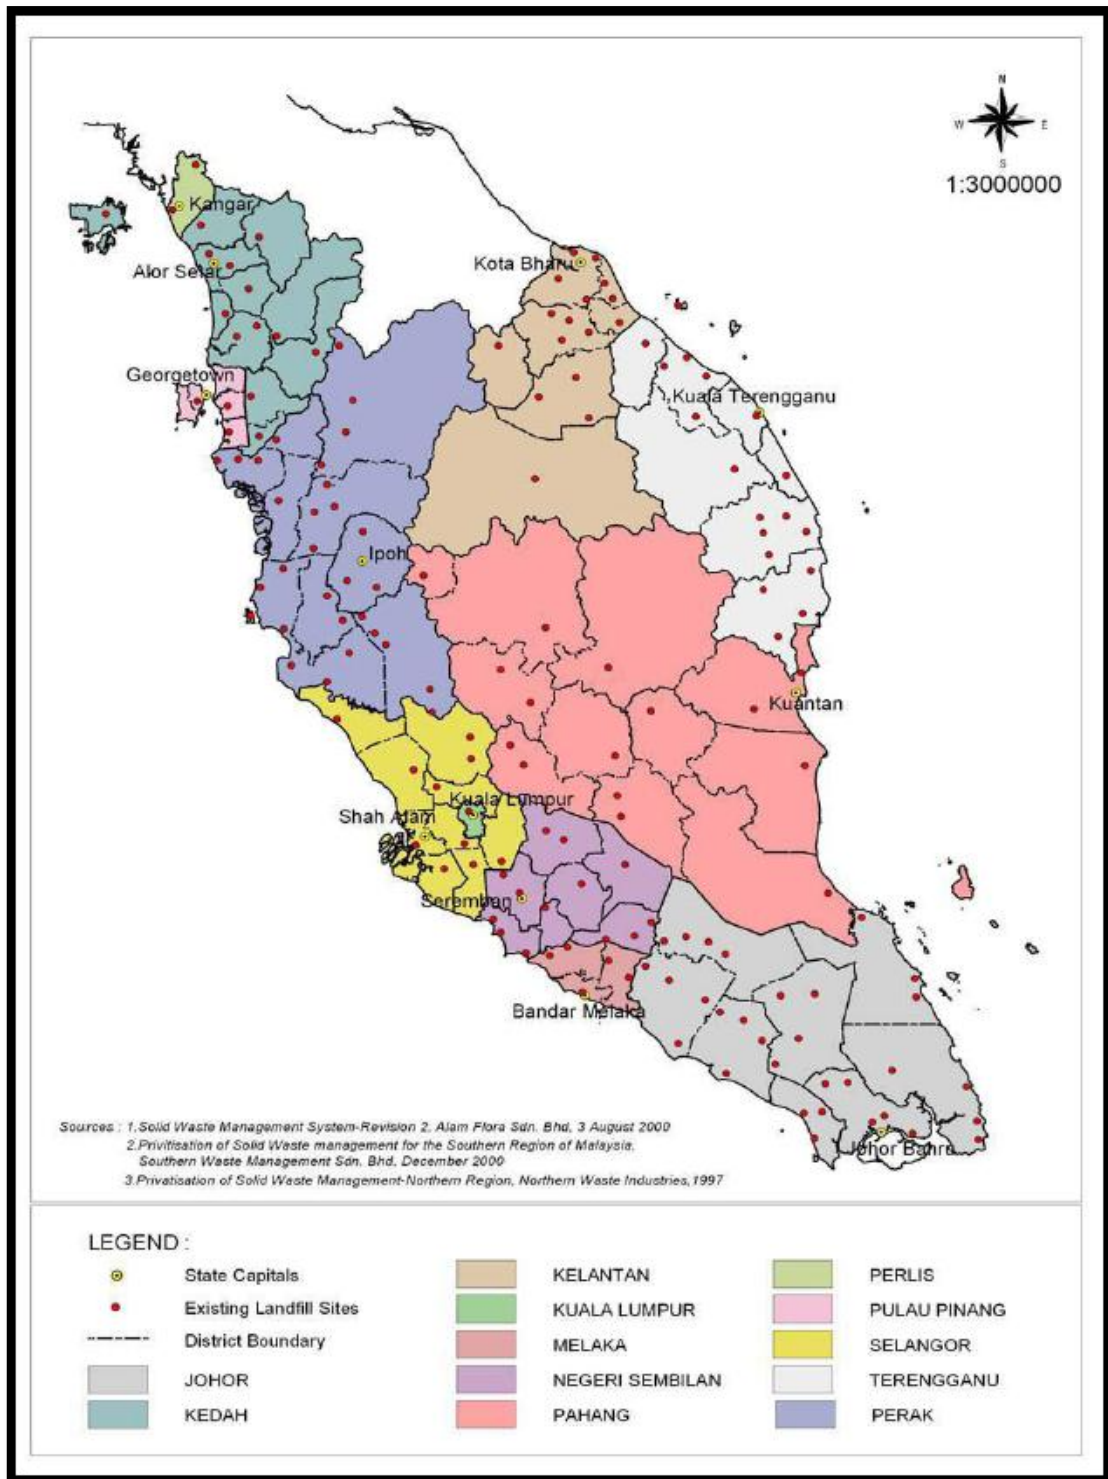 N
W E
S
1:3000000
Kangar
Alor Setar
Kota Bharu
Georgetown
Kuala Terengganu
Ipoh
Kuantan
Kuala Lumpur
Shah Alam
Seremban
Bandar Melaka
Johor Bahru
Sources : 1.Solid Waste Management System-Revision 2, Alam Flora Sdn. Bhd, 3 August 2000
2.Privitisation of Solid Waste management for the Southern Region of Malaysia.
Southern Waste Management Sdn. Bhd, December 2000
3.Privatisation of Solid Waste Management-Northern Region, Northern Waste Industries,1997
LEGEND :
State Capitals
Existing Landfill Sites
District Boundary
JOHOR
KEDAH
KELANTAN
KUALA LUMPUR
MELAKA
NEGERI SEMBILAN
PAHANG
PERLIS
PULAU PINANG
SELANGOR
TERENGGANU
PERAK